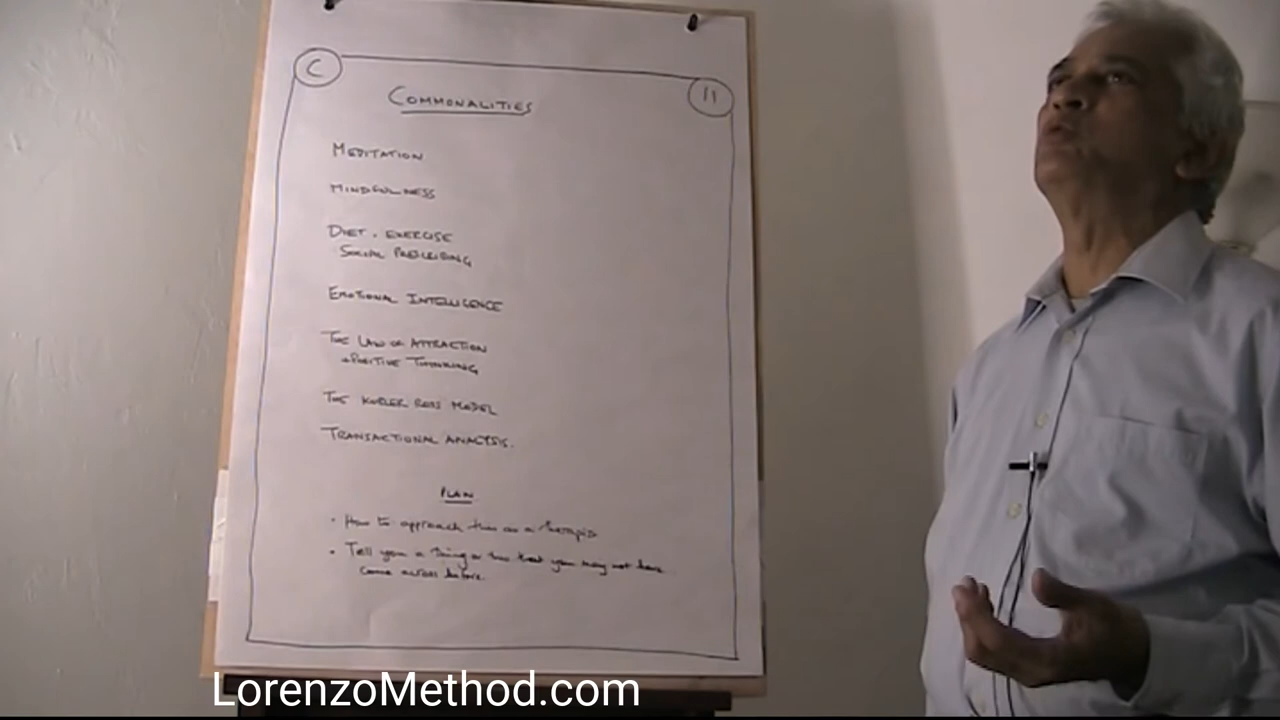 C
11
COMMONALITIES
MEDITATION
MINDFULNESS
DIET . EXERCISE
SOCIAL
EMOTIONAL INTELLIGENCE
THE LAW OF ATTRACTION
+ POSITIVE THINKING
THE KUBLER ROSS MODEL
TRANSACTIONAL ANALYSIS.
PLAN
• How to approach this as a therapist
• Tell you a thing or two that you may not have
come across before.
LorenzoMethod.com